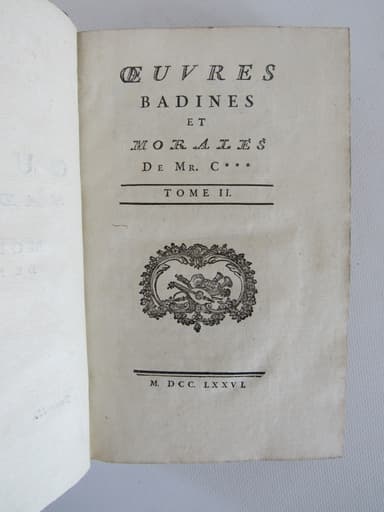 ŒUVRES
BADINES
ET
MORALES
DE MR. C***
TOME II.
M. DCC. LXXVI.